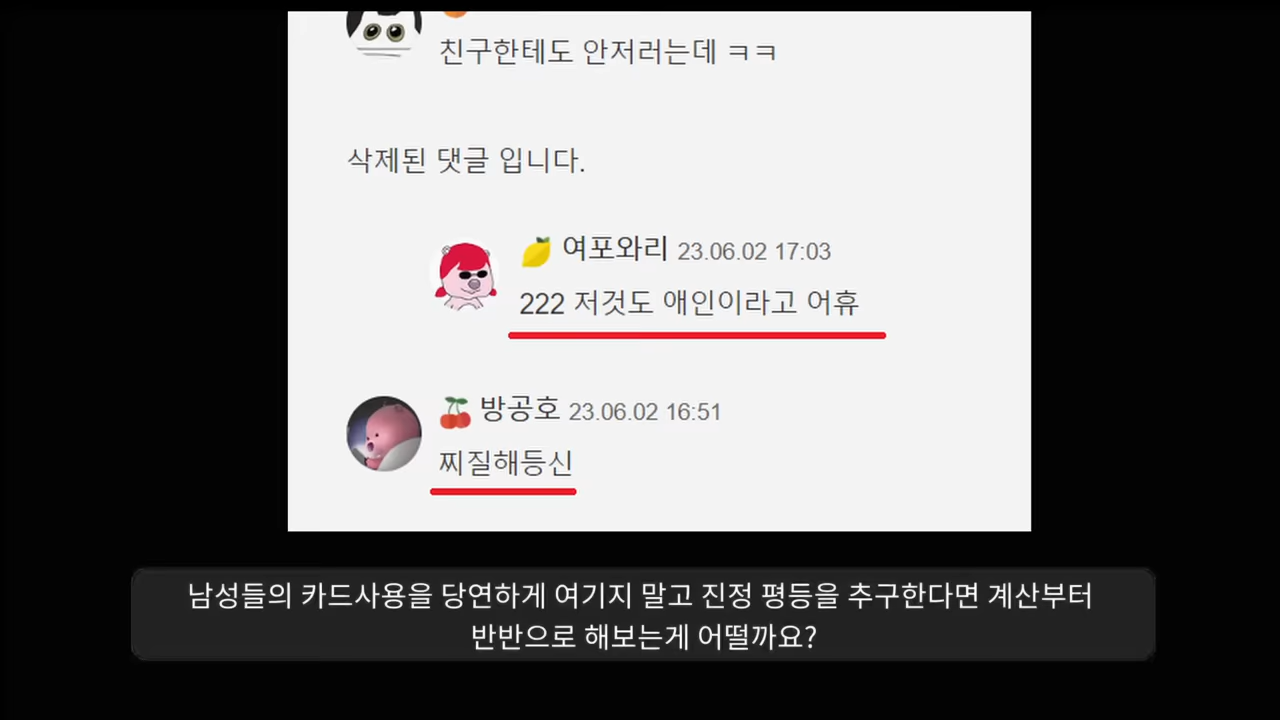 친구한테도 안저러는데 ㅋㅋ
삭제된 댓글 입니다.
여포와리 23.06.02 17:03
222 저것도 애인이라고 어휴
방공호 23.06.02 16:51
찌질해등신
남성들의 카드사용을 당연하게 여기지 말고 진정 평등을 추구한다면 계산부터
반반으로 해보는게 어떨까요?